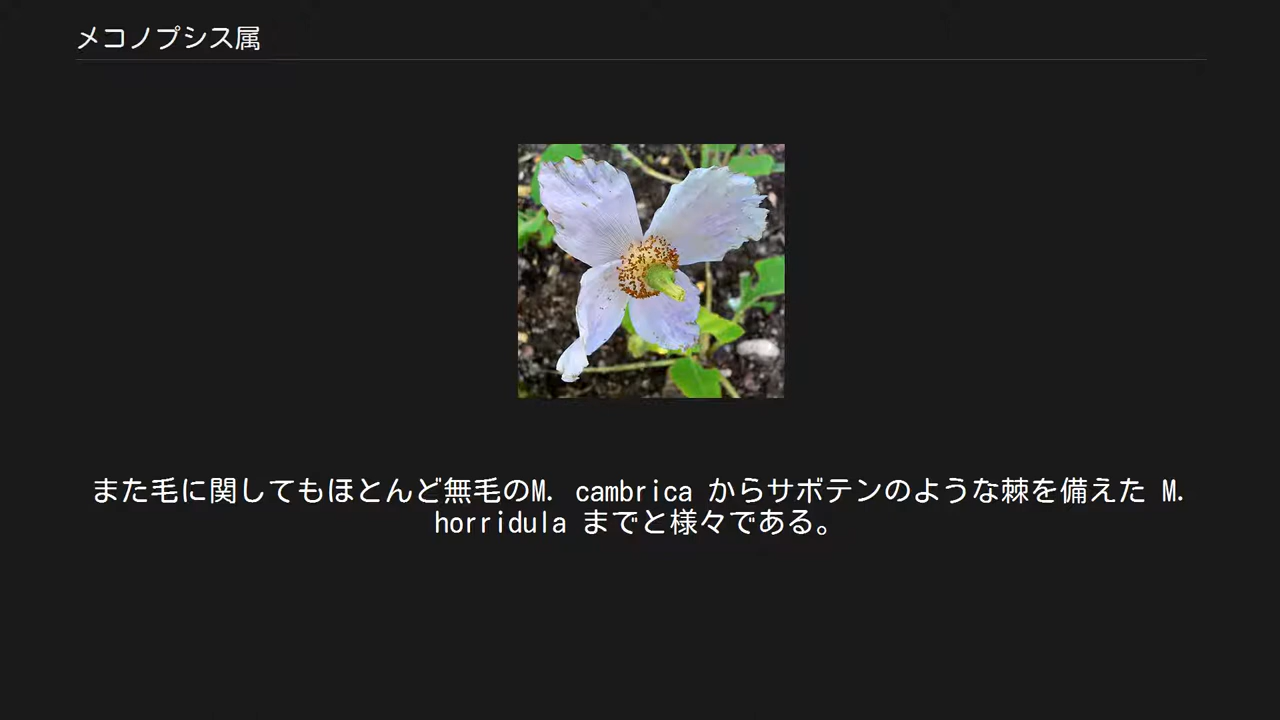 メコノプシス属
また毛に関してもほとんど無毛のM. cambrica からサボテンのような棘を備えた M.
horridula までと様々である。